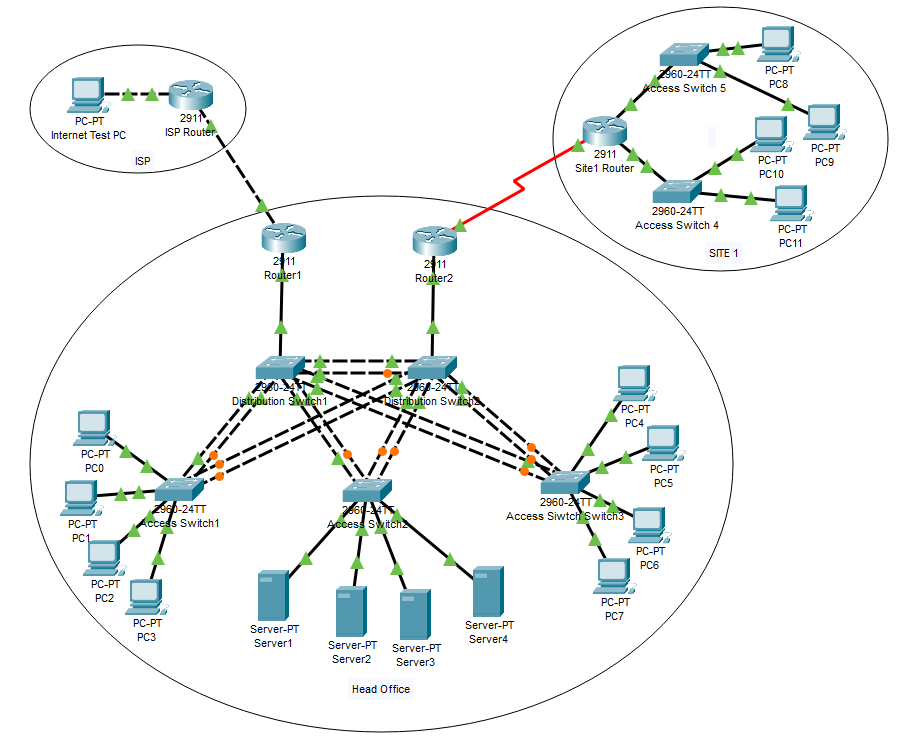 PC-PT
Internet Test PC
2911
ISP Router
ISP
2960-24TT
Access Switch 5
PC-PT
PC8
PC-PT
PC9
2911
Site1 Router
PC-PT
PC10
2960-24TT
Access Switch 4
PC-PT
PC11
SITE 1
2911
Router1
2911
Router2
2960-24TT
Distribution Switch1
2960-24TT
Distribution Switch2
PC-PT
PC0
PC-PT
PC1
PC-PT
PC2
PC-PT
PC3
2960-24TT
Access Switch1
2960-24TT
Access Switch2
2960-24TT
Access Siwtch Switch3
PC-PT
PC4
PC-PT
PC5
PC-PT
PC6
PC-PT
PC7
Server-PT
Server1
Server-PT
Server2
Server-PT
Server3
Server-PT
Server4
Head Office